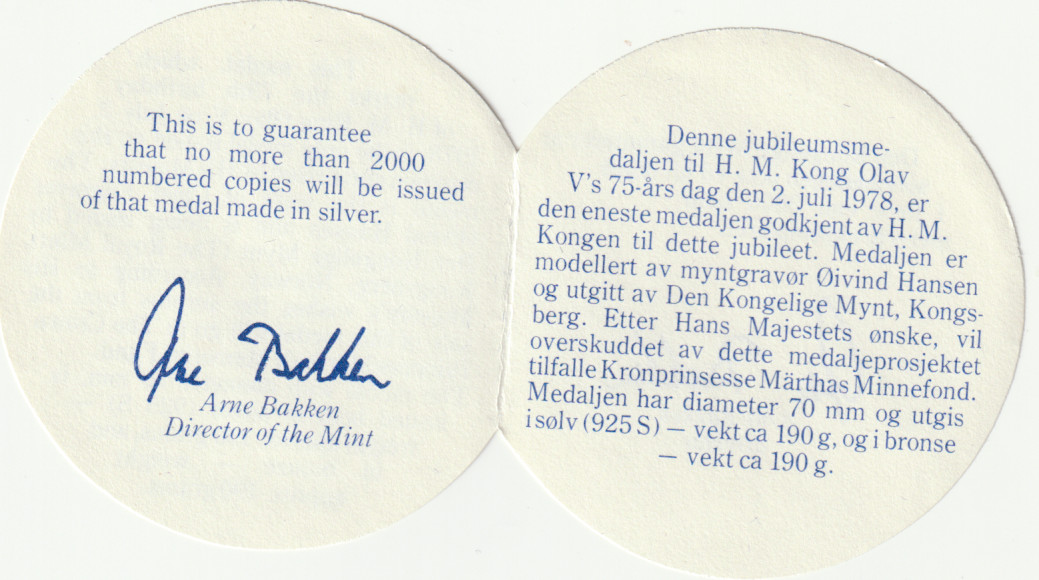 This is to guarantee
that no more than 2000
numbered copies will be issued
of that medal made in silver.
Arne Bakken
Arne Bakken
Director of the Mint
Denne jubileumsme-
daljen til H. M. Kong Olav
V's 75-års dag den 2. juli 1978, er
den eneste medaljen godkjent av H. M.
Kongen til dette jubileet. Medaljen er
modellert av myntgravør Øivind Hansen
og utgitt av Den Kongelige Mynt, Kongs-
berg. Etter Hans Majestets ønske, vil
overskuddet av dette medaljeprosjektet
tilfalle Kronprinsesse Märthas Minnefond.
Medaljen har diameter 70 mm og utgis
i sølv (925 S) — vekt ca 190 g, og i bronse
— vekt ca 190 g.